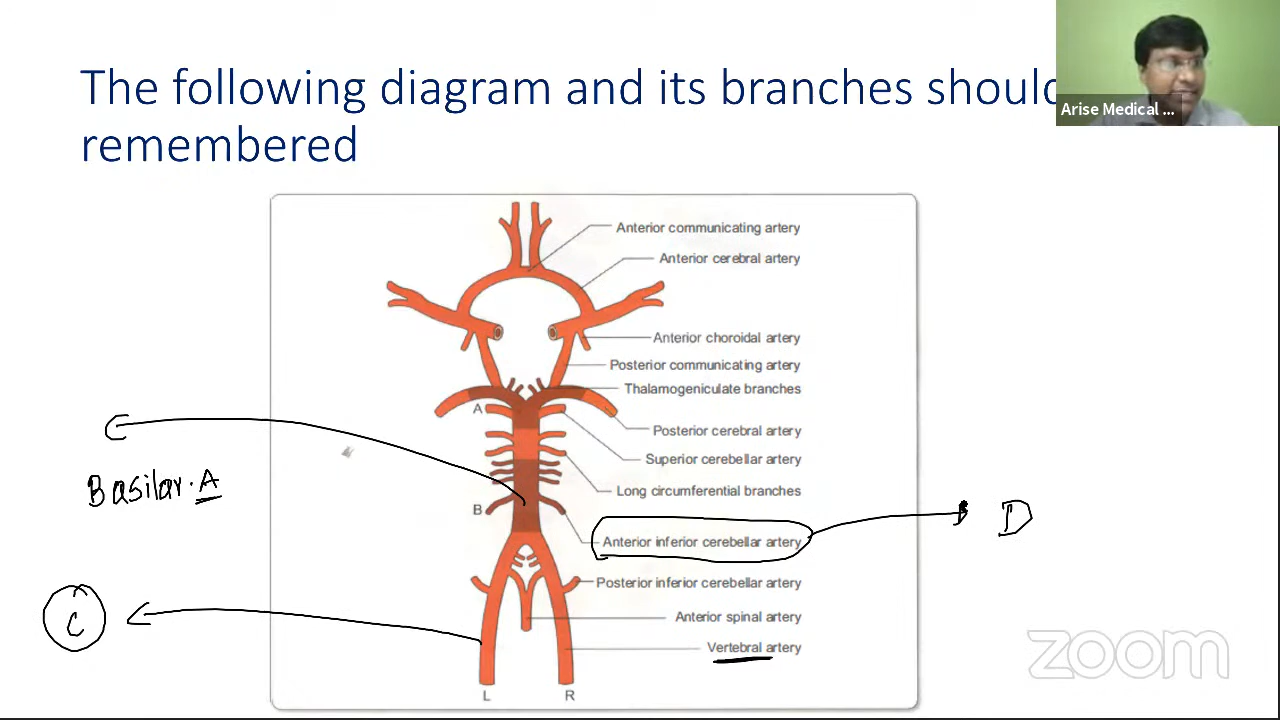 The following diagram and its branches should
remembered
Arise Medical ...
Anterior communicating artery
Anterior cerebral artery
Anterior choroidal artery
Posterior communicating artery
Thalamogeniculate branches
A
Posterior cerebral artery
Superior cerebellar artery
Basilar. A
Long circumferential branches
B
D
Anterior inferior cerebellar artery
Posterior inferior cerebellar artery
C
Anterior spinal artery
Vertebral artery
L R
zoom